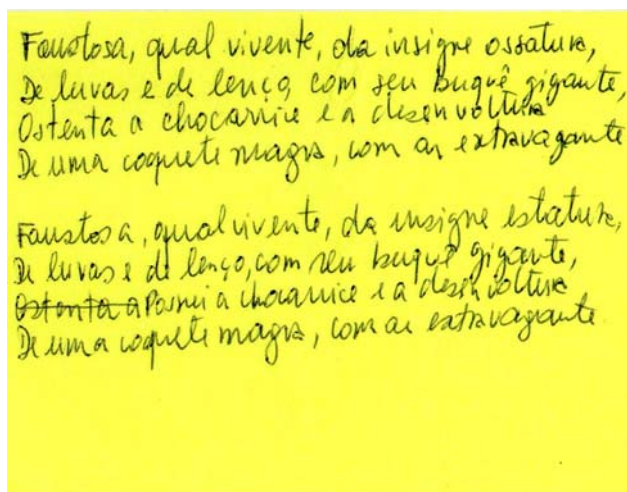 Faustosa, qual vivente, da insigne ossatura,
De luvas e de lenço, com seu buquê gigante,
Ostenta a chocarrice e a desenvoltura
De uma coquete magra, com ar extravagante
Faustosa, qual vivente, da insigne estatura,
De luvas e de lenço, com seu buquê gigante,
Ostenta a Possui a chocarrice e a desenvoltura
De uma coquete magra, com ar extravagante